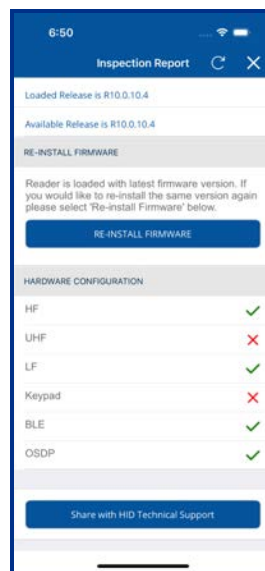 6:50
Inspection Report
Loaded Release is R10.0.10.4
Available Release is R10.0.10.4
RE-INSTALL FIRMWARE
Reader is loaded with latest firmware version. If
you would like to re-install the same version again
please select 'Re-install Firmware' below.
RE-INSTALL FIRMWARE
HARDWARE CONFIGURATION
HF
UHF
LF
Keypad
BLE
OSDP
Share with HID Technical Support